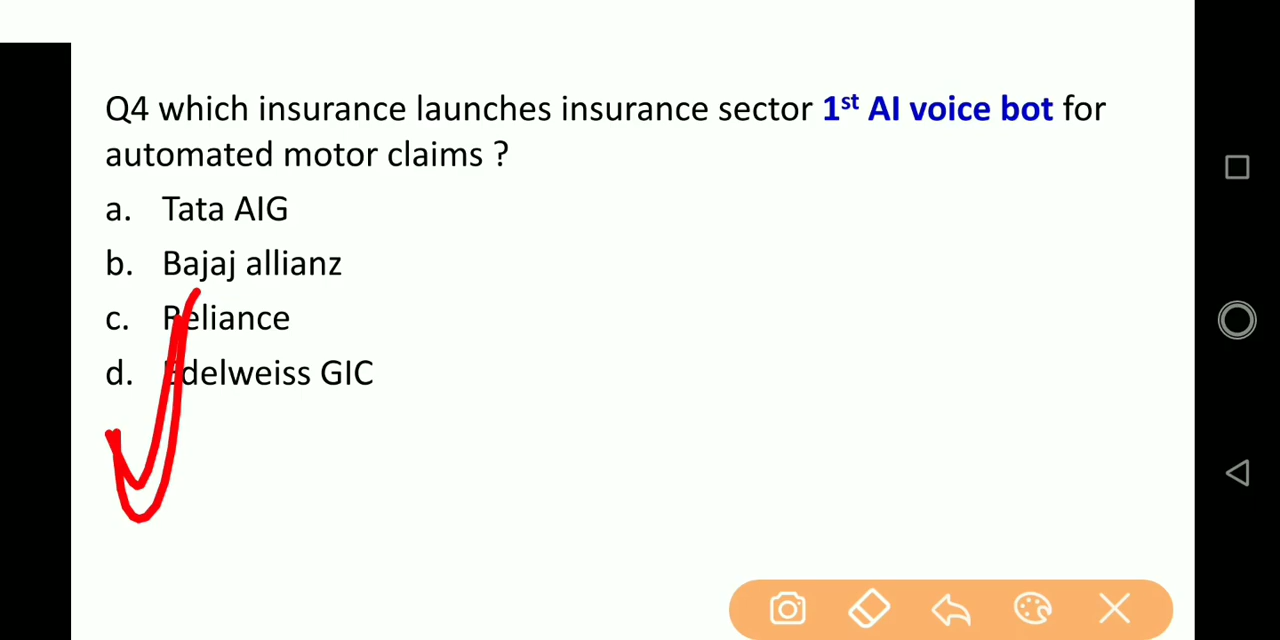 Q4 which insurance launches insurance sector 1st AI voice bot for
automated motor claims ?
a. Tata AIG
b. Bajaj allianz
c. Reliance
d. Edelweiss GIC